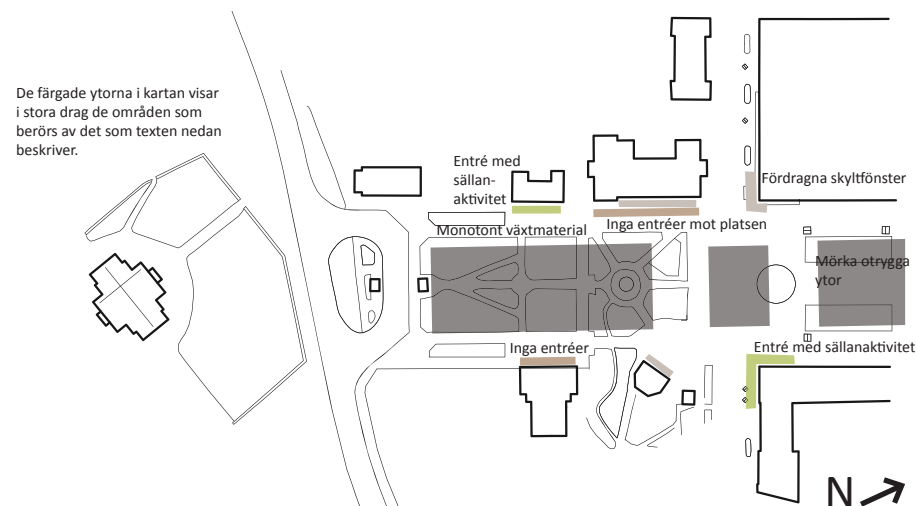 De färgade ytorna i kartan visar
i stora drag de områden som
berörs av det som texten nedan
beskriver.
Entré med
sällan-
aktivitet
Fördragna skyltfönster
Monotont växtmaterial
Inga entréer mot platsen
Mörka otrygga
ytor
Inga entréer
Entré med sällanaktivitet
N